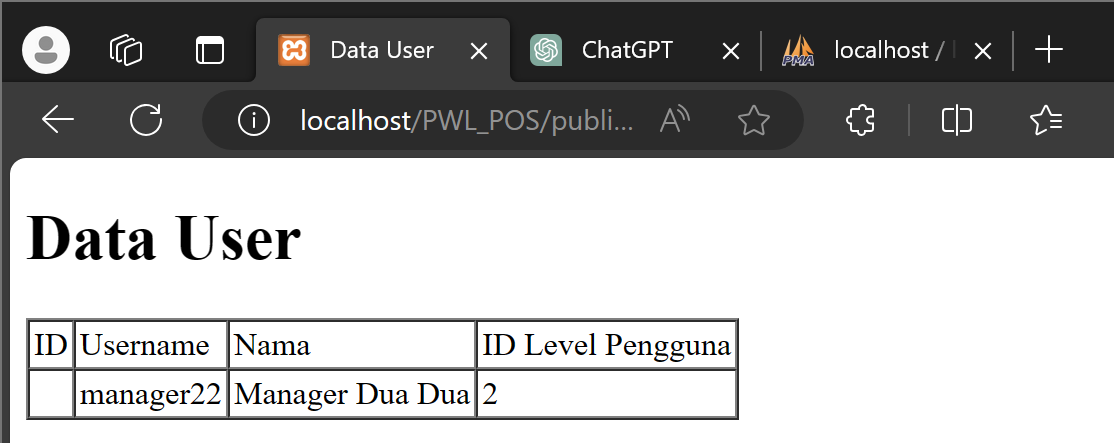 Data User ChatGPT PMA localhost /
localhost/PWL_POS/publi...
Data User
ID Username Nama ID Level Pengguna
manager22 Manager Dua Dua 2